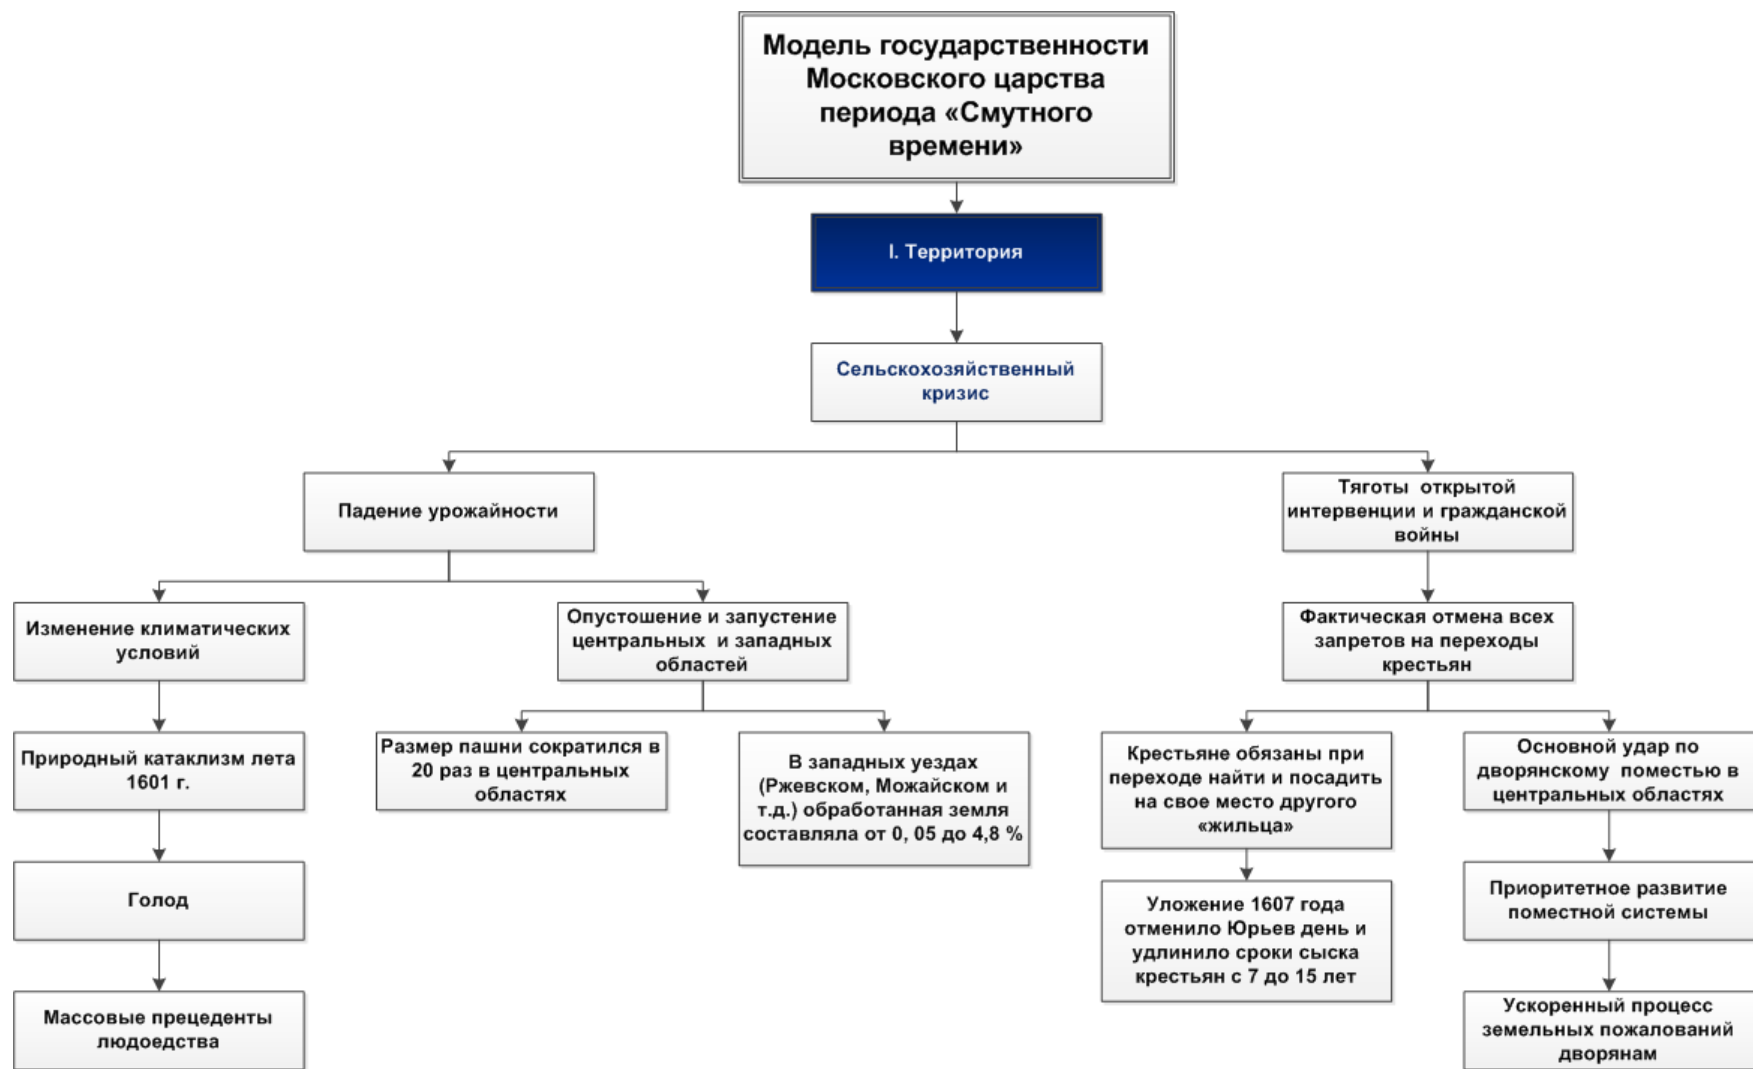 Модель государственности
Московского царства
периода «Смутного
времени»
I. Территория
Сельскохозяйственный
кризис
Падение урожайности
Тяготы открытой
интервенции и гражданской
войны
Изменение климатических
условий
Опустошение и запустение
центральных и западных
областей
Фактическая отмена всех
запретов на переходы
крестьян
Природный катаклизм лета
1601 г.
Размер пашни сократился в
20 раз в центральных
областях
В западных уездах
(Ржевском, Можайском и
т.д.) обработанная земля
составляла от 0, 05 до 4,8 %
Крестьяне обязаны при
переходе найти и посадить
на свое место другого
«жильца»
Основной удар по
дворянскому поместью в
центральных областях
Голод
Уложение 1607 года
отменило Юрьев день и
удлинило сроки сыска
крестьян с 7 до 15 лет
Приоритетное развитие
поместной системы
Массовые прецеденты
людоедства
Ускоренный процесс
земельных пожалований
дворянам